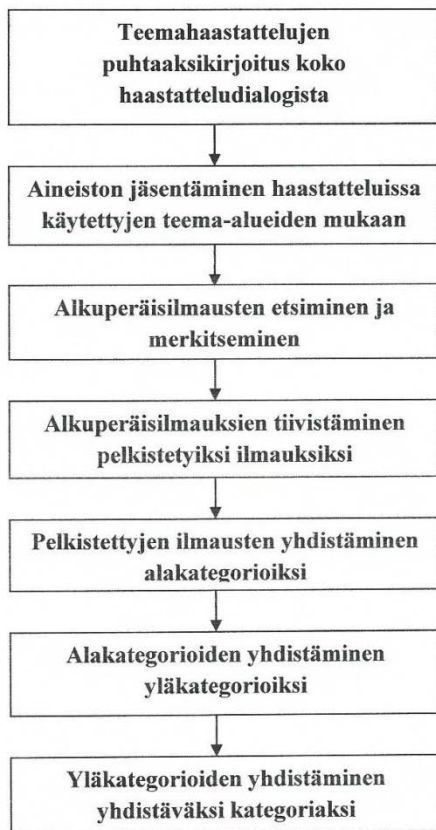 Teemahaastattelujen
puhtaaksikirjoitus koko
haastatteludialogista
Aineiston jäsentäminen haastatteluissa
käytettyjen teema-alueiden mukaan
Alkuperäisilmausten etsiminen ja
merkitseminen
Alkuperäisilmauksien tiivistäminen
pelkistetyiksi ilmauksiksi
Pelkistettyjen ilmausten yhdistäminen
alakategorioiksi
Alakategorioiden yhdistäminen
yläkategorioiksi
Yläkategorioiden yhdistäminen
yhdistäväksi kategoriaksi